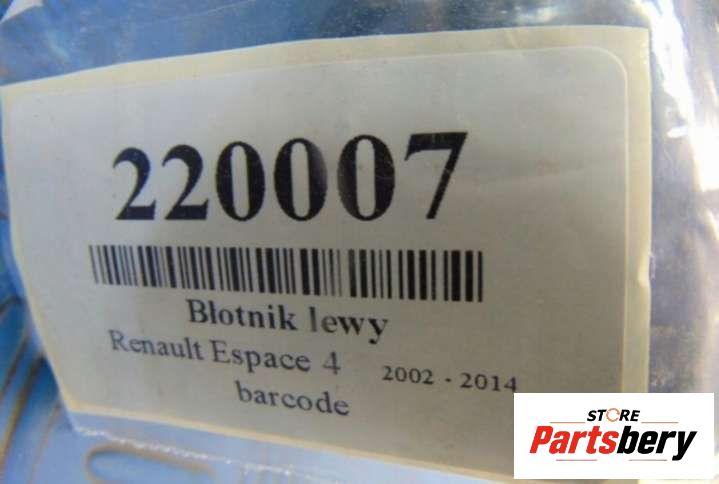 220007
Błotnik lewy
Renault Espace 4 2002 - 2014
barcode
STORE
Partsbery